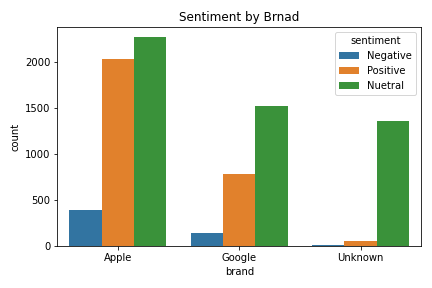 Sentiment by Brnad
sentiment
Negative
Positive
Nuetral
2000
1500
1000
500
0
count
Apple Google Unknown
brand